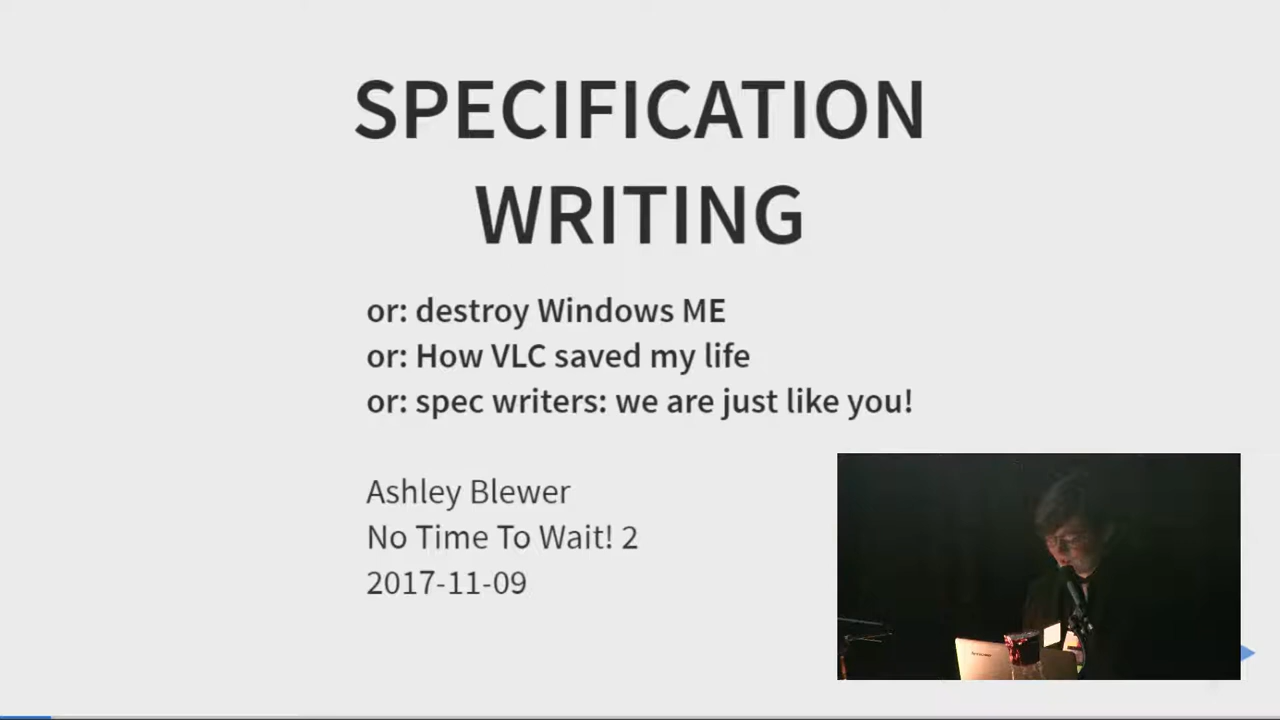 SPECIFICATION
WRITING
or: destroy Windows ME
or: How VLC saved my life
or: spec writers: we are just like you!
Ashley Blewer
No Time To Wait! 2
2017-11-09